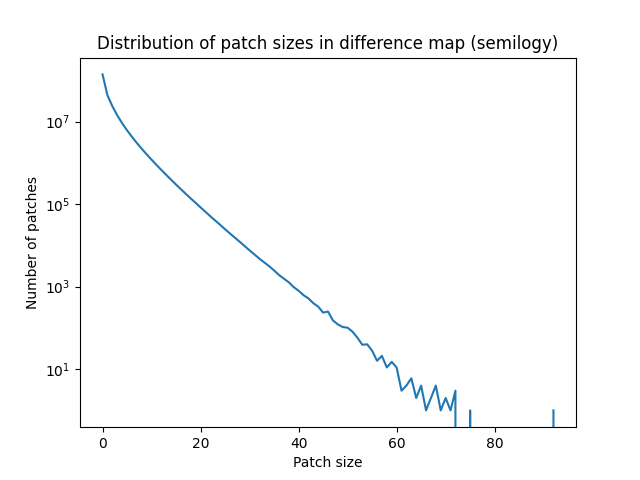 Distribution of patch sizes in difference map (semilogy)
10^7
10^5
10^3
10^1
Number of patches
0 20 40 60 80
Patch size